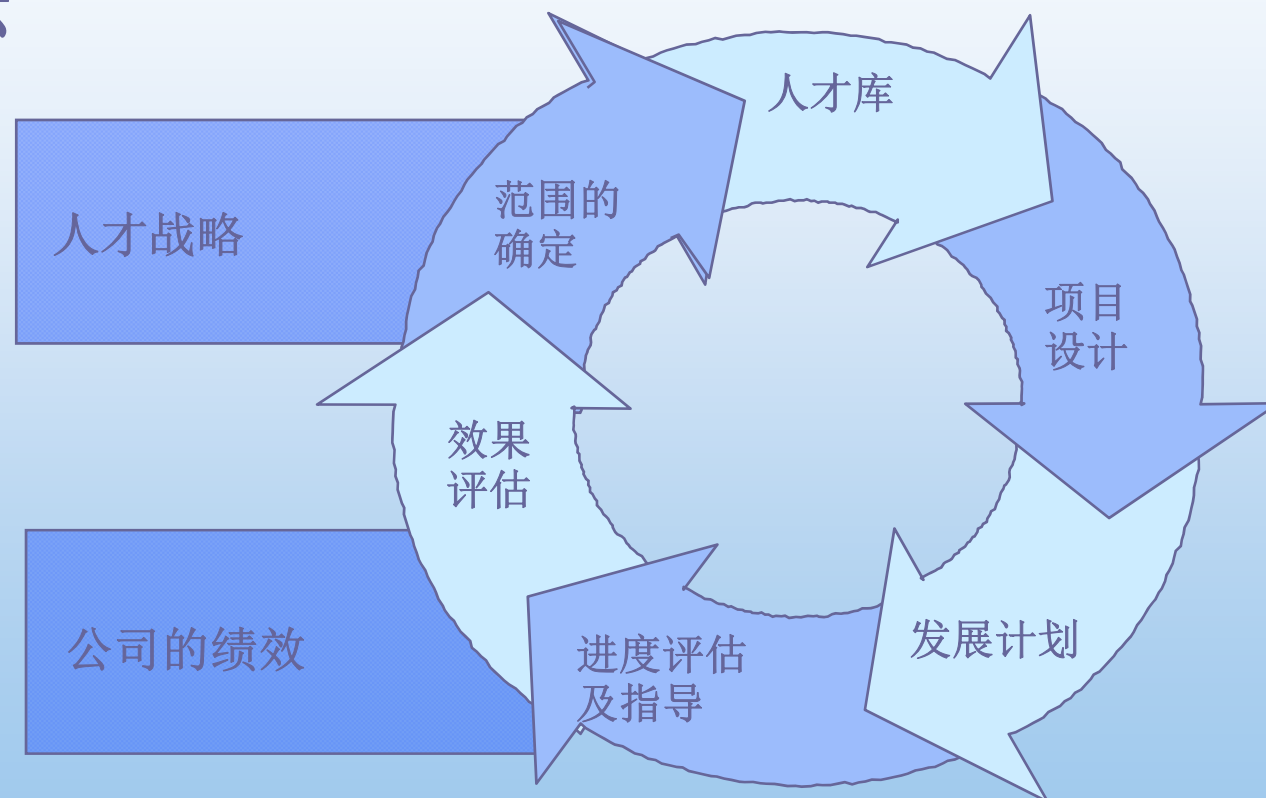 人才库
范围的
确定
人才战略
项目
设计
效果
评估
发展计划
公司的绩效
进度评估
及指导